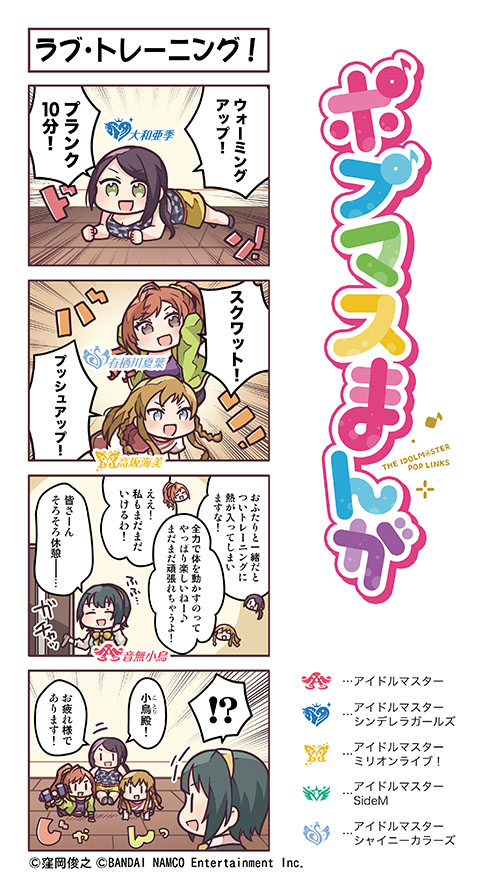 ラブ・トレーニング！
ウォーミング
アップ！
プランク
10分！
大和亜季
ドン
スクワット！
プッシュアップ！
有栖川夏葉
高坂海美
おふたりと一緒だと
ついトレーニングに
熱が入ってしまい
ますな！
全力で体を動かすのって
やっぱり楽しいねー♪
まだまだ頑張れちゃうよ！
ええ！
私もまだまだ
いけるわ！
ふふ…
皆さーん
そろそろ休憩―……
ガチャッ
音無小鳥
!?
小鳥殿！
ことり
お疲れ様で
あります！
ポプマスまんが
THE IDOLM@STER
POP LINKS
…アイドルマスター
…アイドルマスター
シンデレラガールズ
…アイドルマスター
ミリオンライブ！
…アイドルマスター
SideM
…アイドルマスター
シャイニーカラーズ
©窪岡俊之 ©BANDAI NAMCO Entertainment Inc.